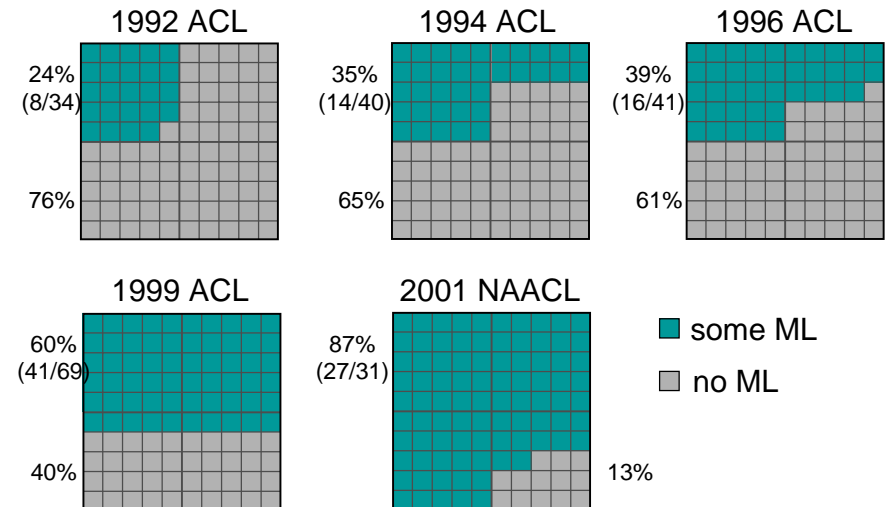 1992 ACL
24%
(8/34)
76%
1994 ACL
35%
(14/40)
65%
1996 ACL
39%
(16/41)
61%
1999 ACL
60%
(41/69)
40%
2001 NAACL
87%
(27/31)
13%
some ML
no ML